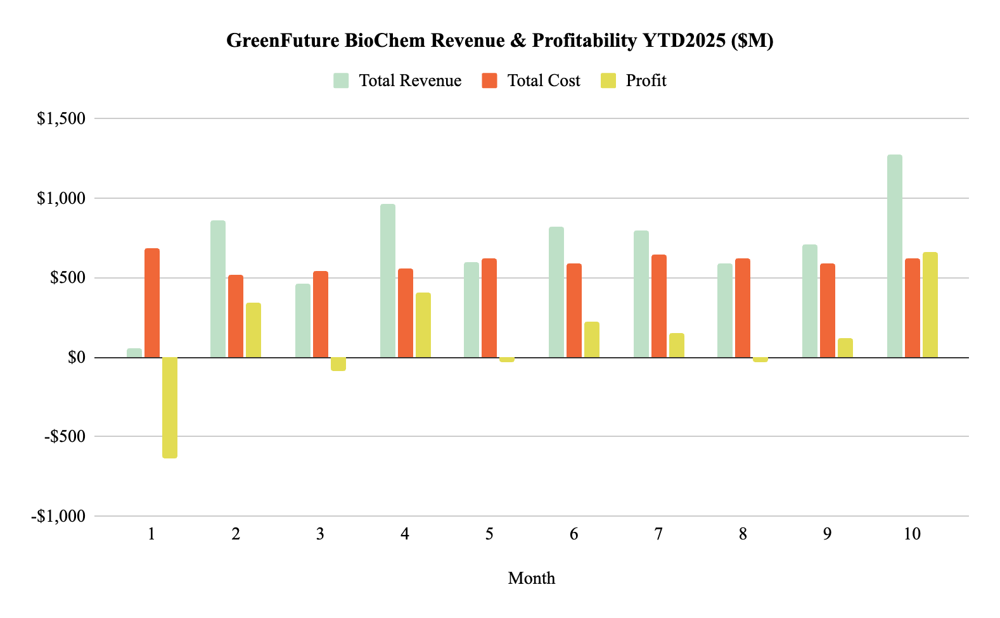 GreenFuture BioChem Revenue & Profitability YTD2025 ($M)
Total Revenue Total Cost Profit
$1,500
$1,000
$500
$0
-$500
-$1,000
1 2 3 4 5 6 7 8 9 10
Month